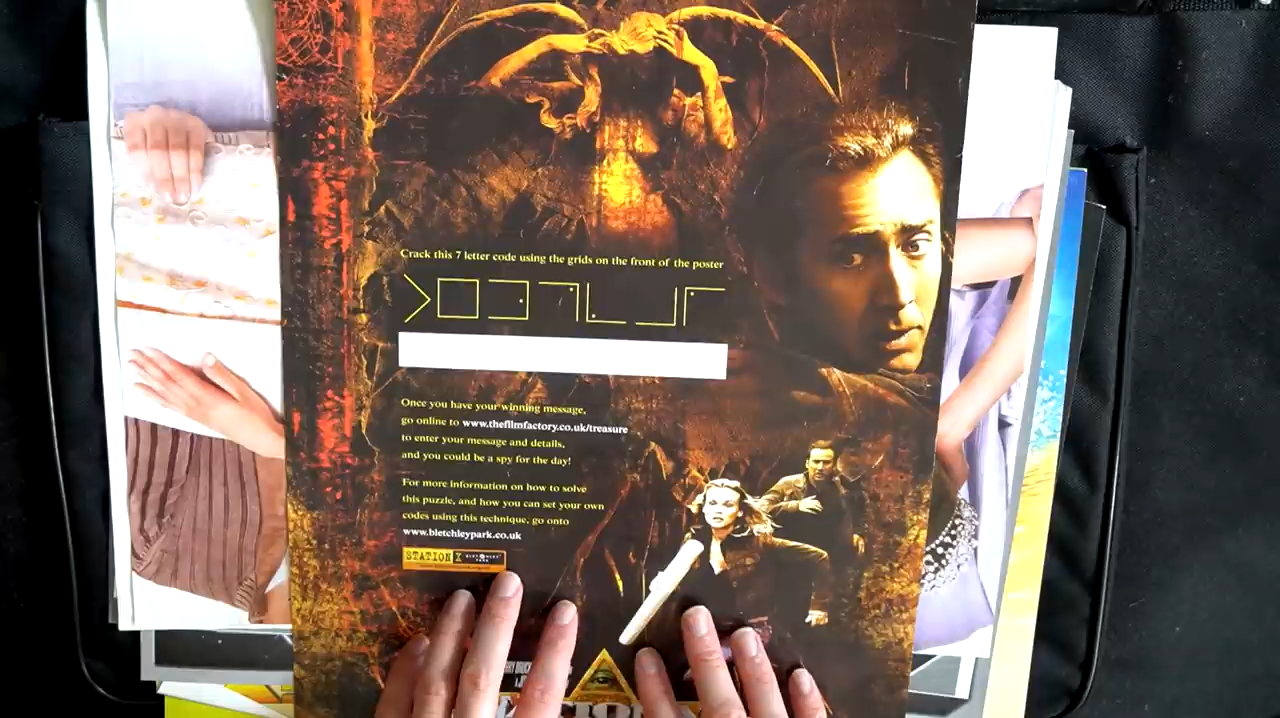 Crack this 7 letter code using the grids on the front of the poster
Once you have your winning message,
go online to www.thefilmfactory.co.uk/treasure
to enter your message and details,
and you could be a spy for the day!
For more information on how to solve
this puzzle, and how you can set your own
codes using this technique, go onto
www.bletchleypark.co.uk
STATION X